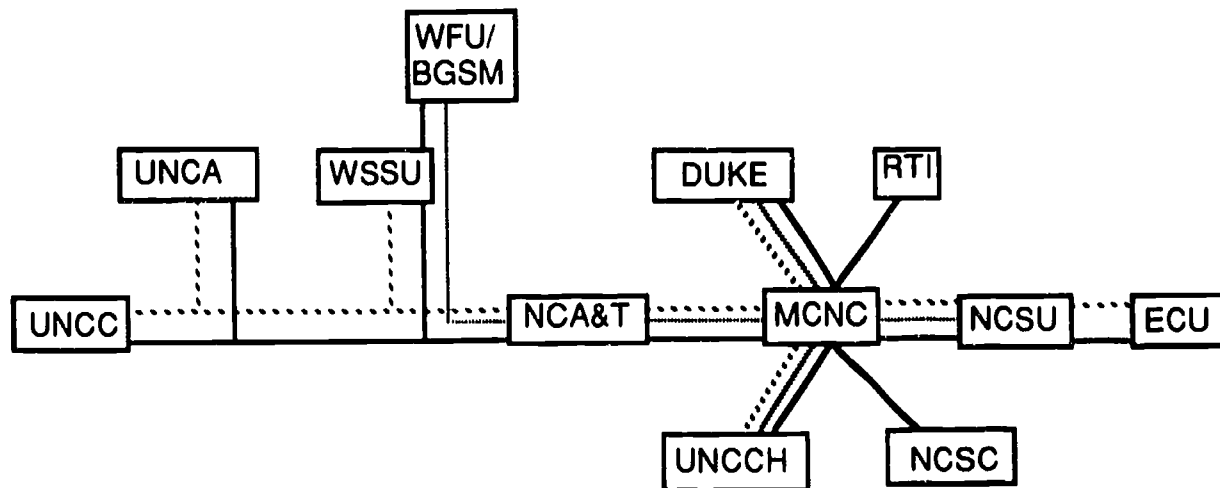 WFU/
BGSM
UNCA
WSSU
DUKE
RTI
UNCC
NCA&T
MCNC
NCSU
ECU
UNCCH
NCSC